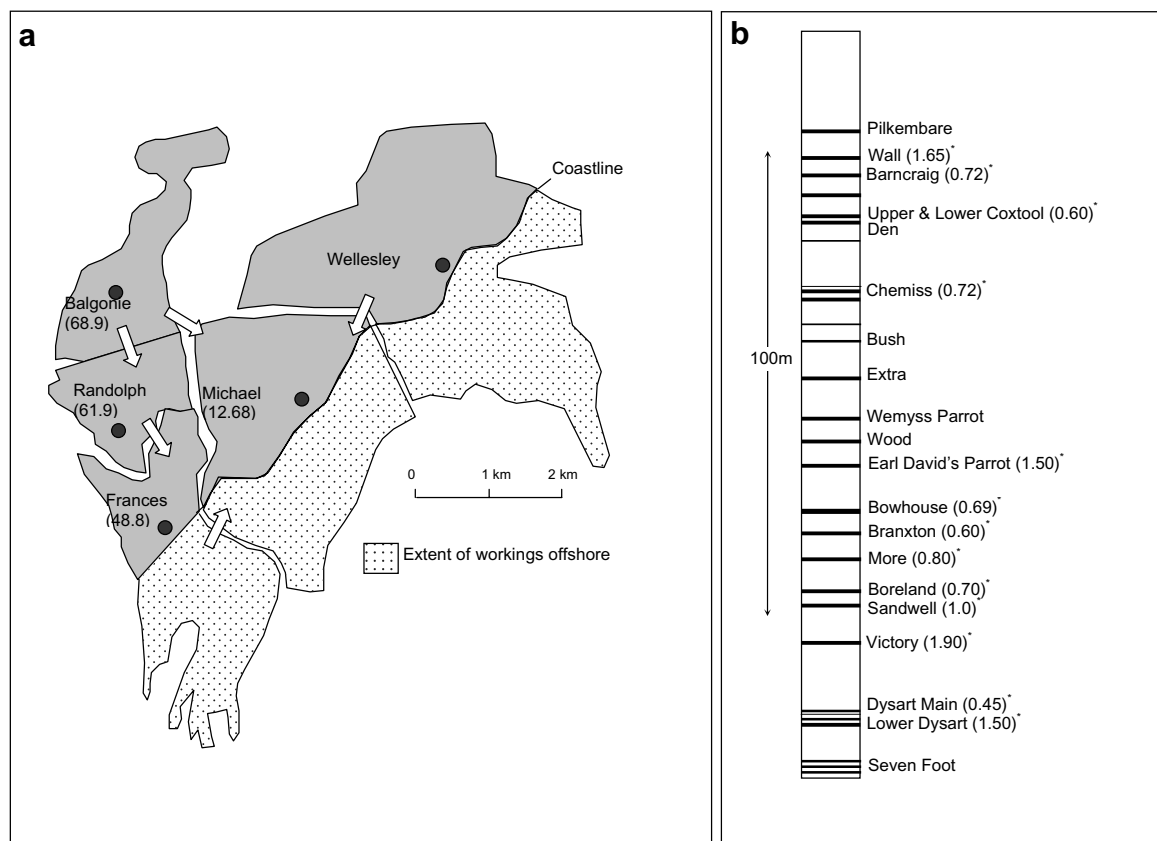 a
Coastline
Wellesley
Balgonie
(68.9)
Randolph
(61.9)
Michael
(12.68)
Frances
(48.8)
0 1 km 2 km
Extent of workings offshore
b
Pilkembare
Wall (1.65)*
Barncraig (0.72)*
Upper & Lower Coxtool (0.60)*
Den
Chemiss (0.72)*
Bush
100m
Extra
Wemyss Parrot
Wood
Earl David's Parrot (1.50)*
Bowhouse (0.69)*
Branxton (0.60)*
More (0.80)*
Boreland (0.70)*
Sandwell (1.0)*
Victory (1.90)*
Dysart Main (0.45)*
Lower Dysart (1.50)*
Seven Foot